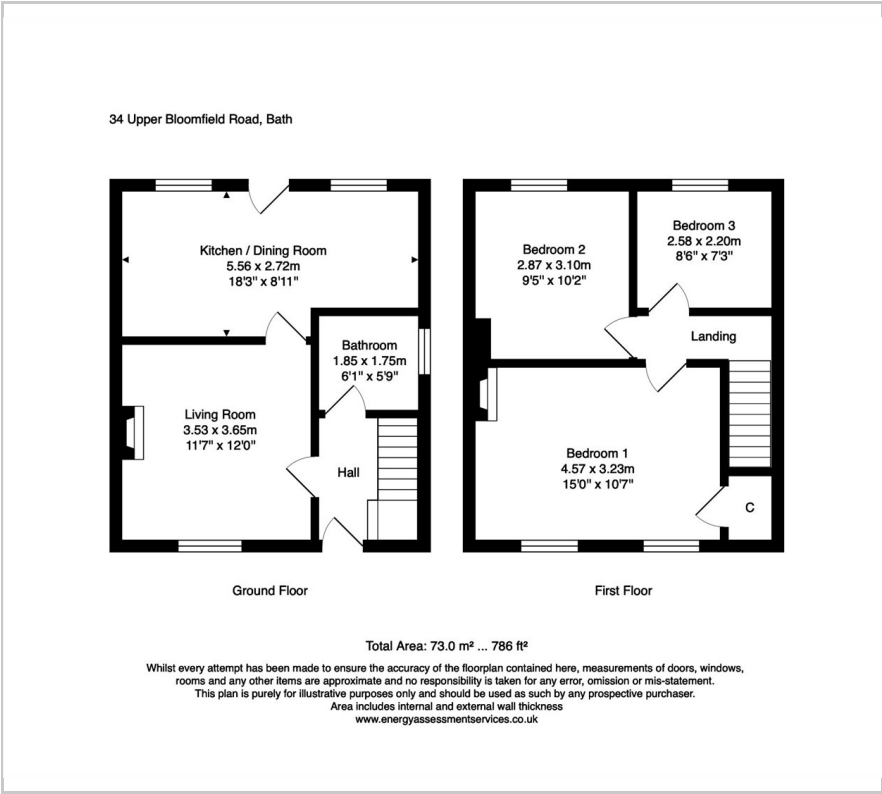 34 Upper Bloomfield Road, Bath
Kitchen / Dining Room
5.56 x 2.72m
18'3" x 8'11"
Bathroom
1.85 x 1.75m
6'1" x 5'9"
Living Room
3.53 x 3.65m
11'7" x 12'0"
Hall
Ground Floor
Bedroom 2
2.87 x 3.10m
9'5" x 10'2"
Bedroom 3
2.58 x 2.20m
8'6" x 7'3"
Landing
Bedroom 1
4.57 x 3.23m
15'0" x 10'7"
C
First Floor
Total Area: 73.0 m² ... 786 ft²
Whilst every attempt has been made to ensure the accuracy of the floorplan contained here, measurements of doors, windows,
rooms and any other items are approximate and no responsibility is taken for any error, omission or mis-statement.
This plan is purely for illustrative purposes only and should be used as such by any prospective purchaser.
Area includes internal and external wall thickness
www.energyassessmentservices.co.uk